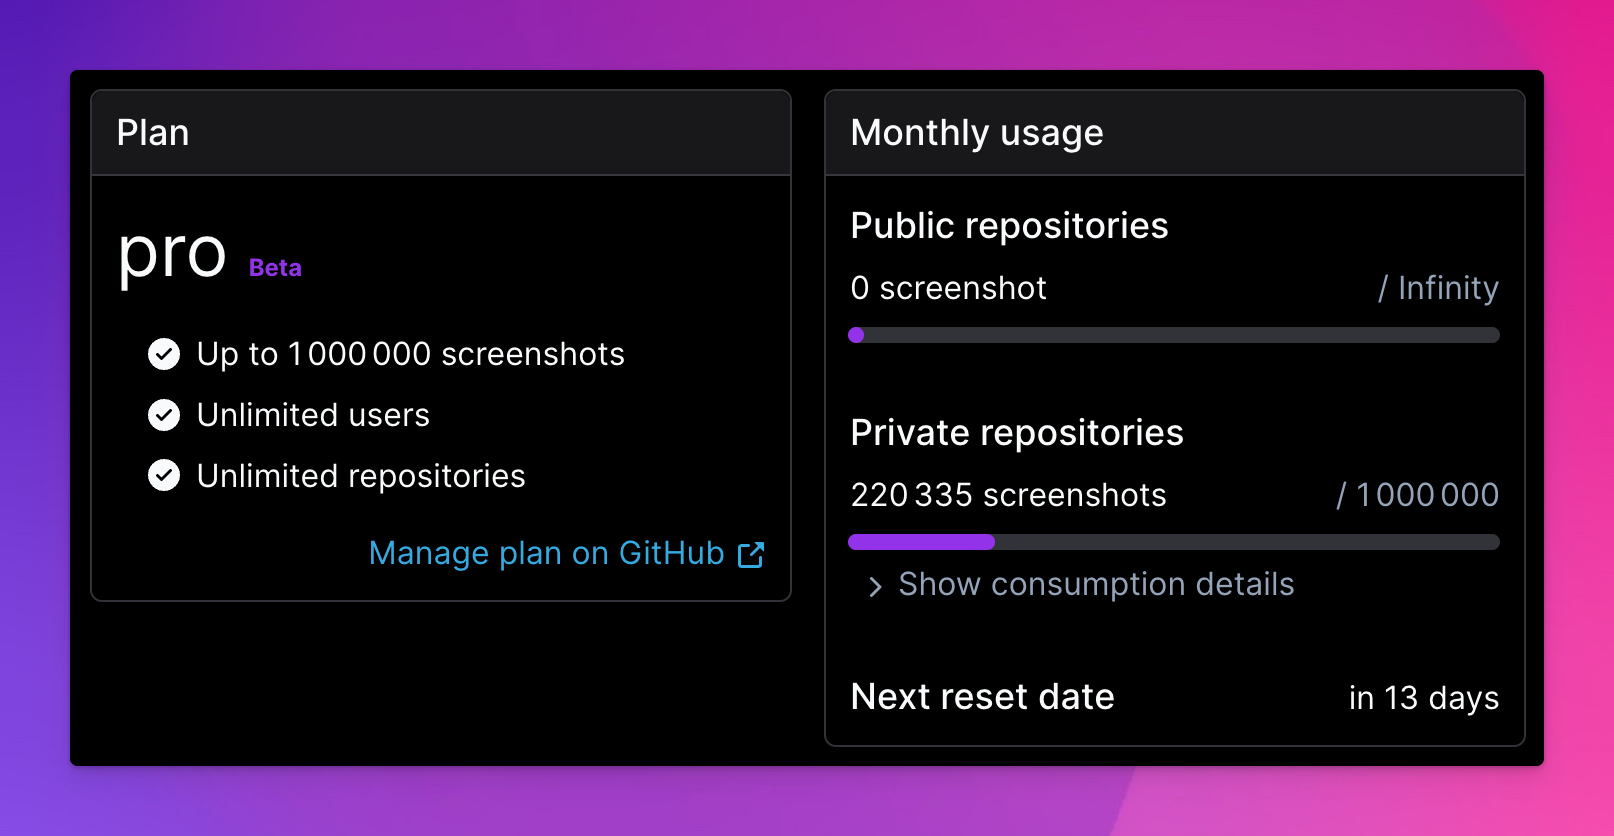 Plan
pro Beta
Up to 1 000 000 screenshots
Unlimited users
Unlimited repositories
Manage plan on GitHub
Monthly usage
Public repositories
0 screenshot / Infinity
Private repositories
220 335 screenshots / 1 000 000
Show consumption details
Next reset date in 13 days